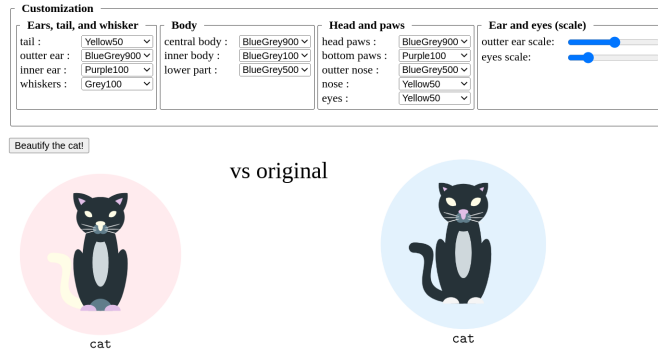 Customization
Ears, tail, and whisker
tail : Yellow50
outter ear : BlueGrey900
inner ear : Purple100
whiskers : Grey100
Body
central body : BlueGrey900
inner body : BlueGrey100
lower part : BlueGrey500
Head and paws
head paws : BlueGrey900
bottom paws : Purple100
outter nose : BlueGrey500
nose : Yellow50
eyes : Yellow50
Ear and eyes (scale)
outter ear scale:
eyes scale:
Beautify the cat!
vs original
cat
cat